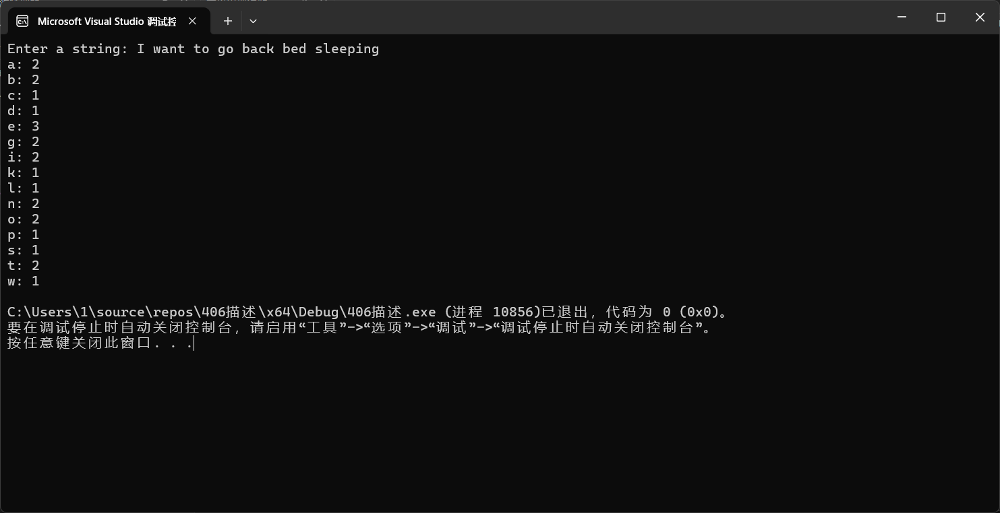 Microsoft Visual Studio 调试控
Enter a string: I want to go back bed sleeping
a: 2
b: 2
c: 1
d: 1
e: 3
g: 2
i: 2
k: 1
l: 1
n: 2
o: 2
p: 1
s: 1
t: 2
w: 1
C:\Users\1\source\repos\406描述\x64\Debug\406描述.exe (进程 10856)已退出，代码为 0 (0x0)。
要在调试停止时自动关闭控制台，请启用“工具”->“选项”->“调试”->“调试停止时自动关闭控制台”。
按任意键关闭此窗口. . .